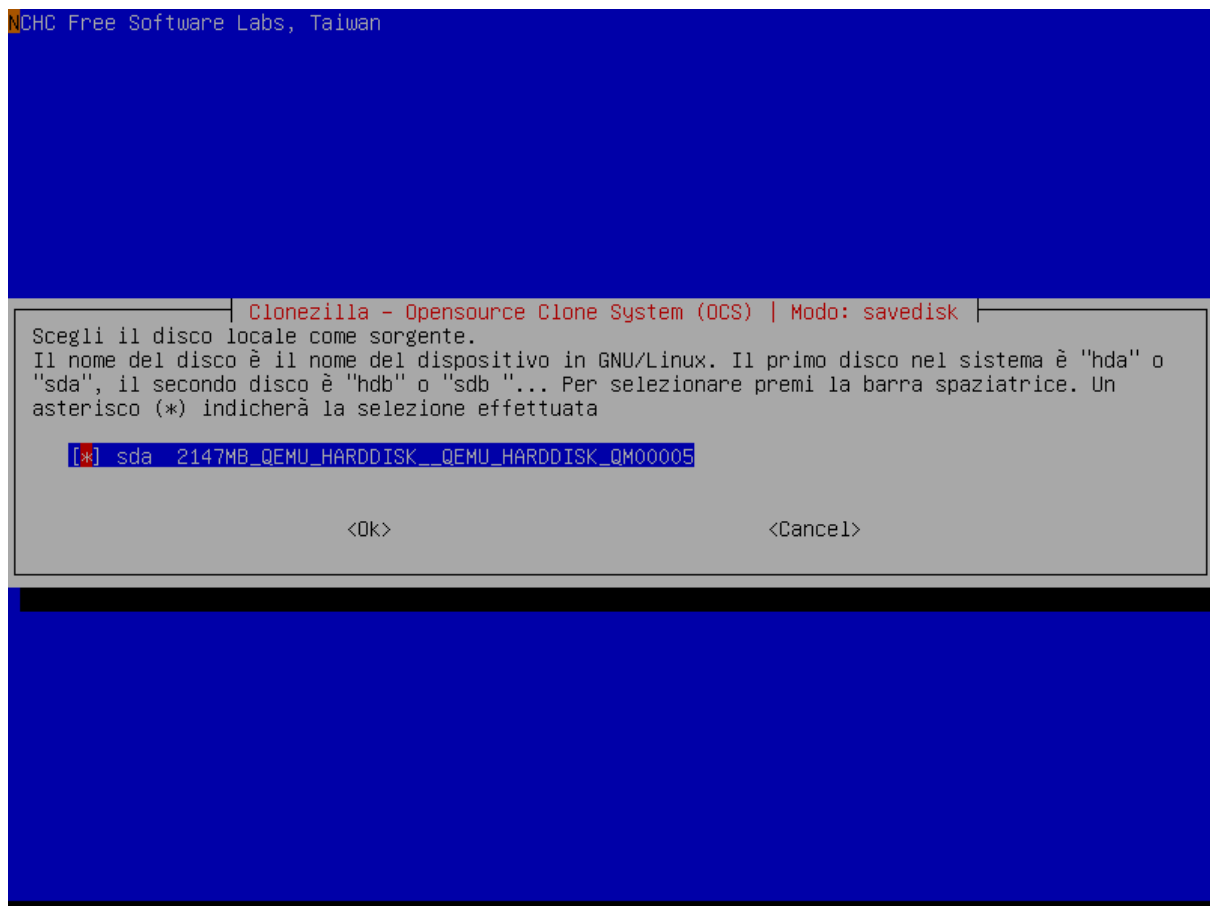 NCHC Free Software Labs, Taiwan
Clonezilla - Opensource Clone System (OCS) | Modo: savedisk
Scegli il disco locale come sorgente.
Il nome del disco è il nome del dispositivo in GNU/Linux. Il primo disco nel sistema è "hda" o
"sda", il secondo disco è "hdb" o "sdb "... Per selezionare premi la barra spaziatrice. Un
asterisco (*) indicherà la selezione effettuata
[*] sda  2147MB_QEMU_HARDDISK__QEMU_HARDDISK_QM00005
<Ok> <Cancel>